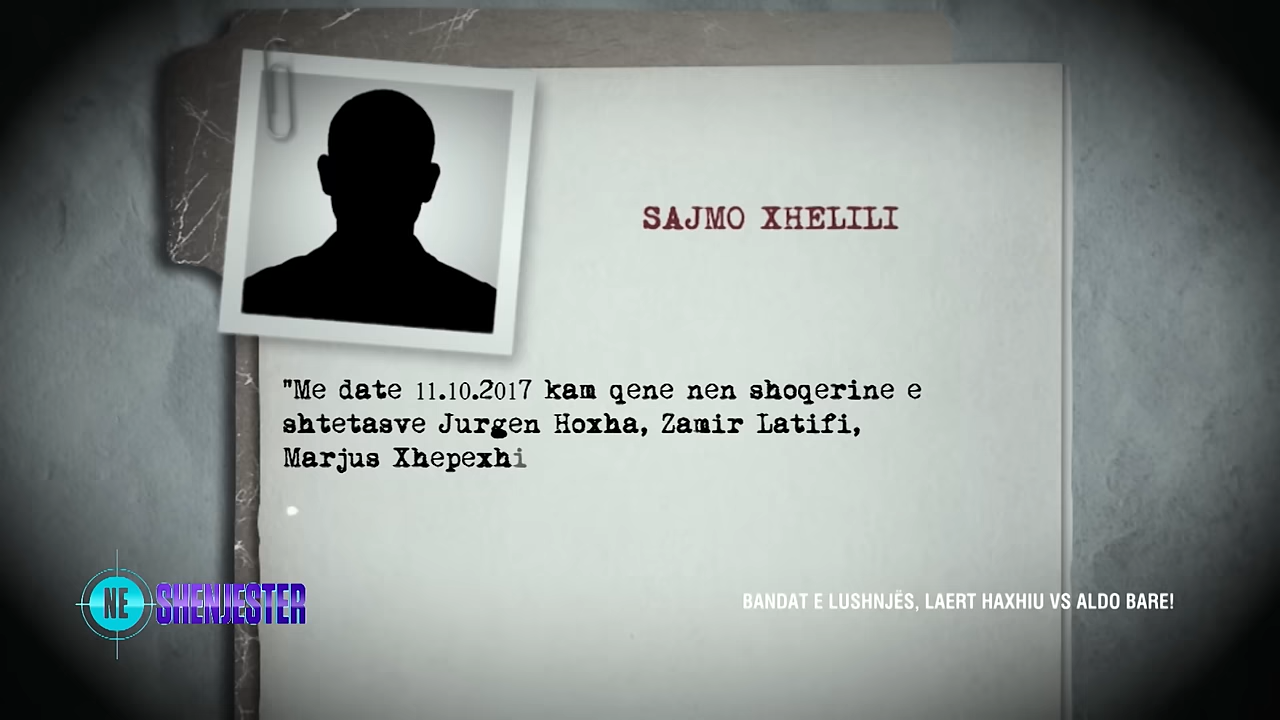 SAJMO XHELILI
"Me date 11.10.2017 kam qene nen shoqerine e
shtetasve Jurgen Hoxha, Zamir Latifi,
Marjus Xhepexhi
NE SHENJESTER
BANDAT E LUSHNJËS, LAERT HAXHIU VS ALDO BARE!